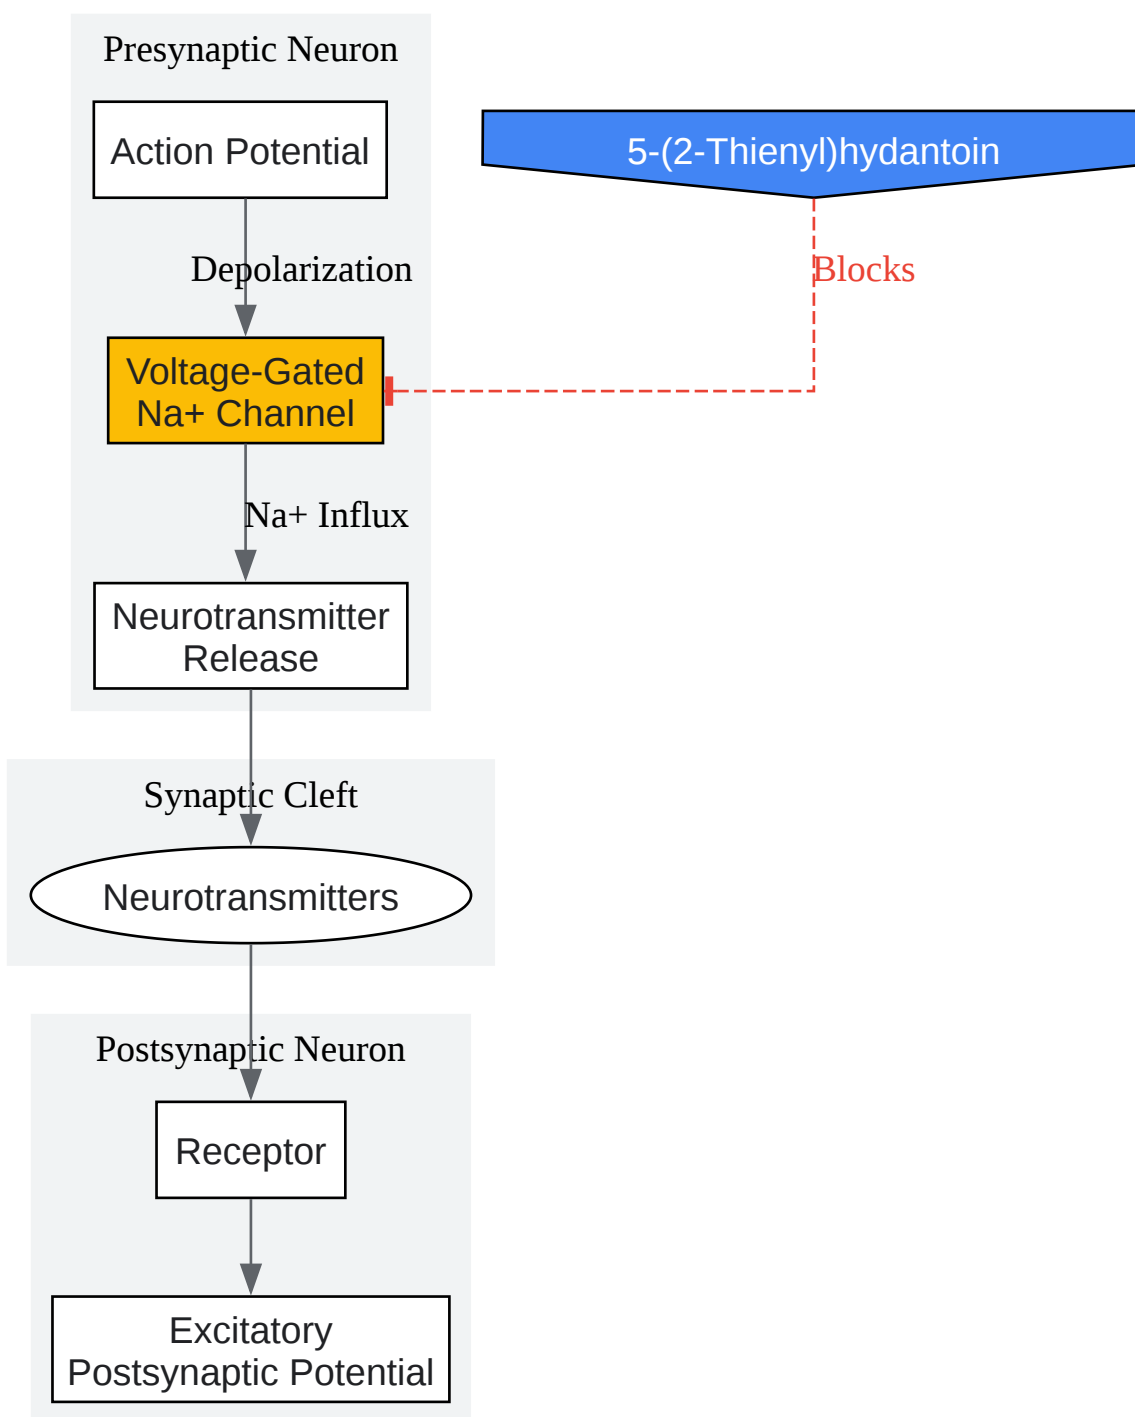 Presynaptic Neuron
Action Potential
5-(2-Thienyl)hydantoin
Depolarization
Blocks
Voltage-Gated
Na+ Channel
Na+ Influx
Neurotransmitter
Release
Synaptic Cleft
Neurotransmitters
Postsynaptic Neuron
Receptor
Excitatory
Postsynaptic Potential